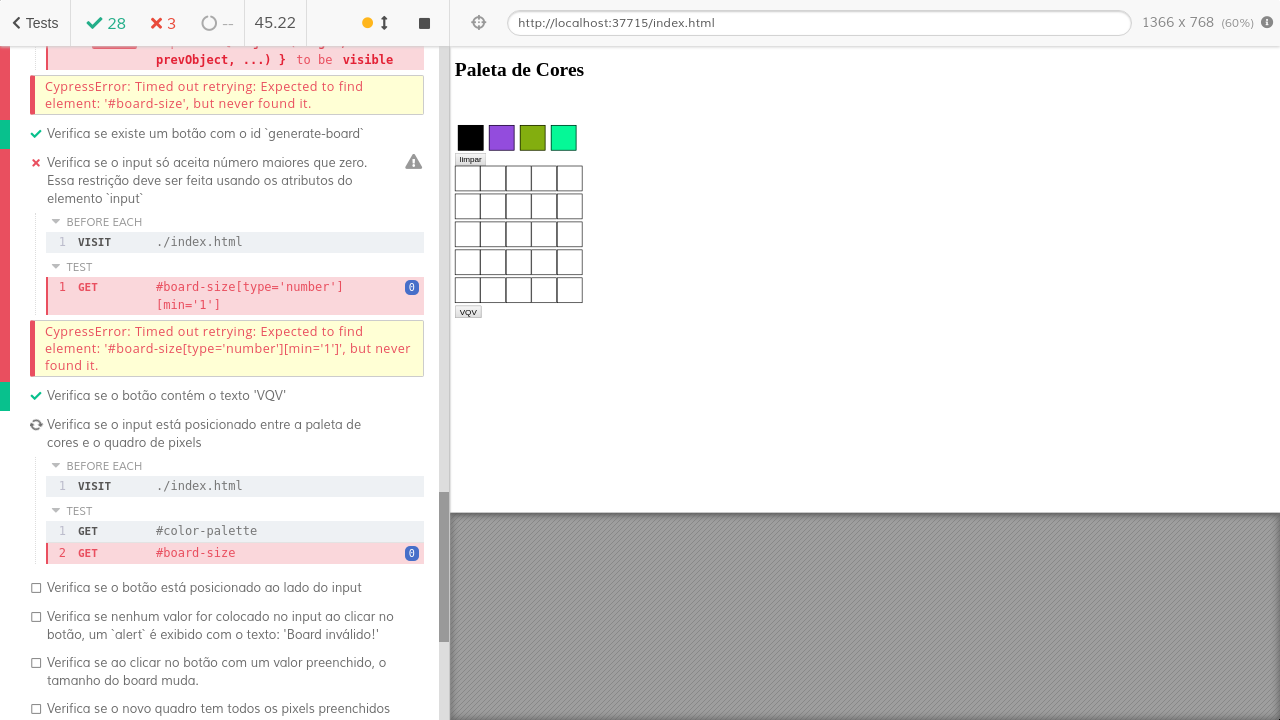 Tests
28
3
--
45.22
http://localhost:37715/index.html
1366 x 768 (60%)
prevObject, ...) } to be visible
CypressError: Timed out retrying: Expected to find
element: '#board-size', but never found it.
Verifica se existe um botão com o id `generate-board`
Verifica se o input só aceita número maiores que zero.
Essa restrição deve ser feita usando os atributos do
elemento `input`
BEFORE EACH
1 VISIT ./index.html
TEST
1 GET #board-size[type='number'] 0
[min='1']
CypressError: Timed out retrying: Expected to find
element: '#board-size[type='number'][min='1']', but never
found it.
Verifica se o botão contém o texto 'VQV'
Verifica se o input está posicionado entre a paleta de
cores e o quadro de pixels
BEFORE EACH
1 VISIT ./index.html
TEST
1 GET #color-palette
2 GET #board-size 0
Verifica se o botão está posicionado ao lado do input
Verifica se nenhum valor for colocado no input ao clicar no
botão, um `alert` é exibido com o texto: 'Board inválido!'
Verifica se ao clicar no botão com um valor preenchido, o
tamanho do board muda.
Verifica se o novo quadro tem todos os pixels preenchidos
Paleta de Cores
limpar
VQV